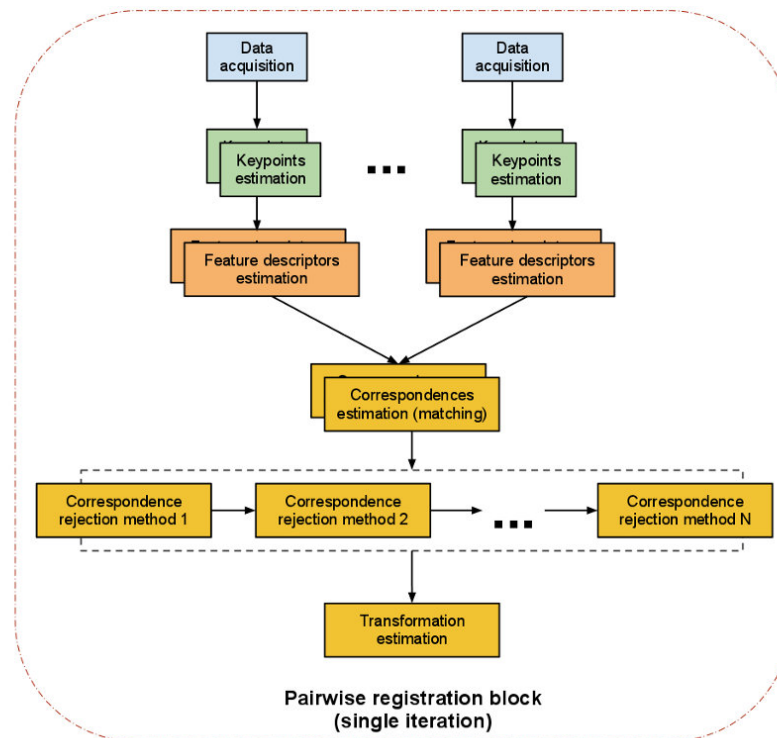 Data
acquisition
Data
acquisition
Keypoints
estimation
Keypoints
estimation
Feature descriptors
estimation
Feature descriptors
estimation
Correspondences
estimation (matching)
Correspondence
rejection method 1
Correspondence
rejection method 2
Correspondence
rejection method N
Transformation
estimation
Pairwise registration block
(single iteration)